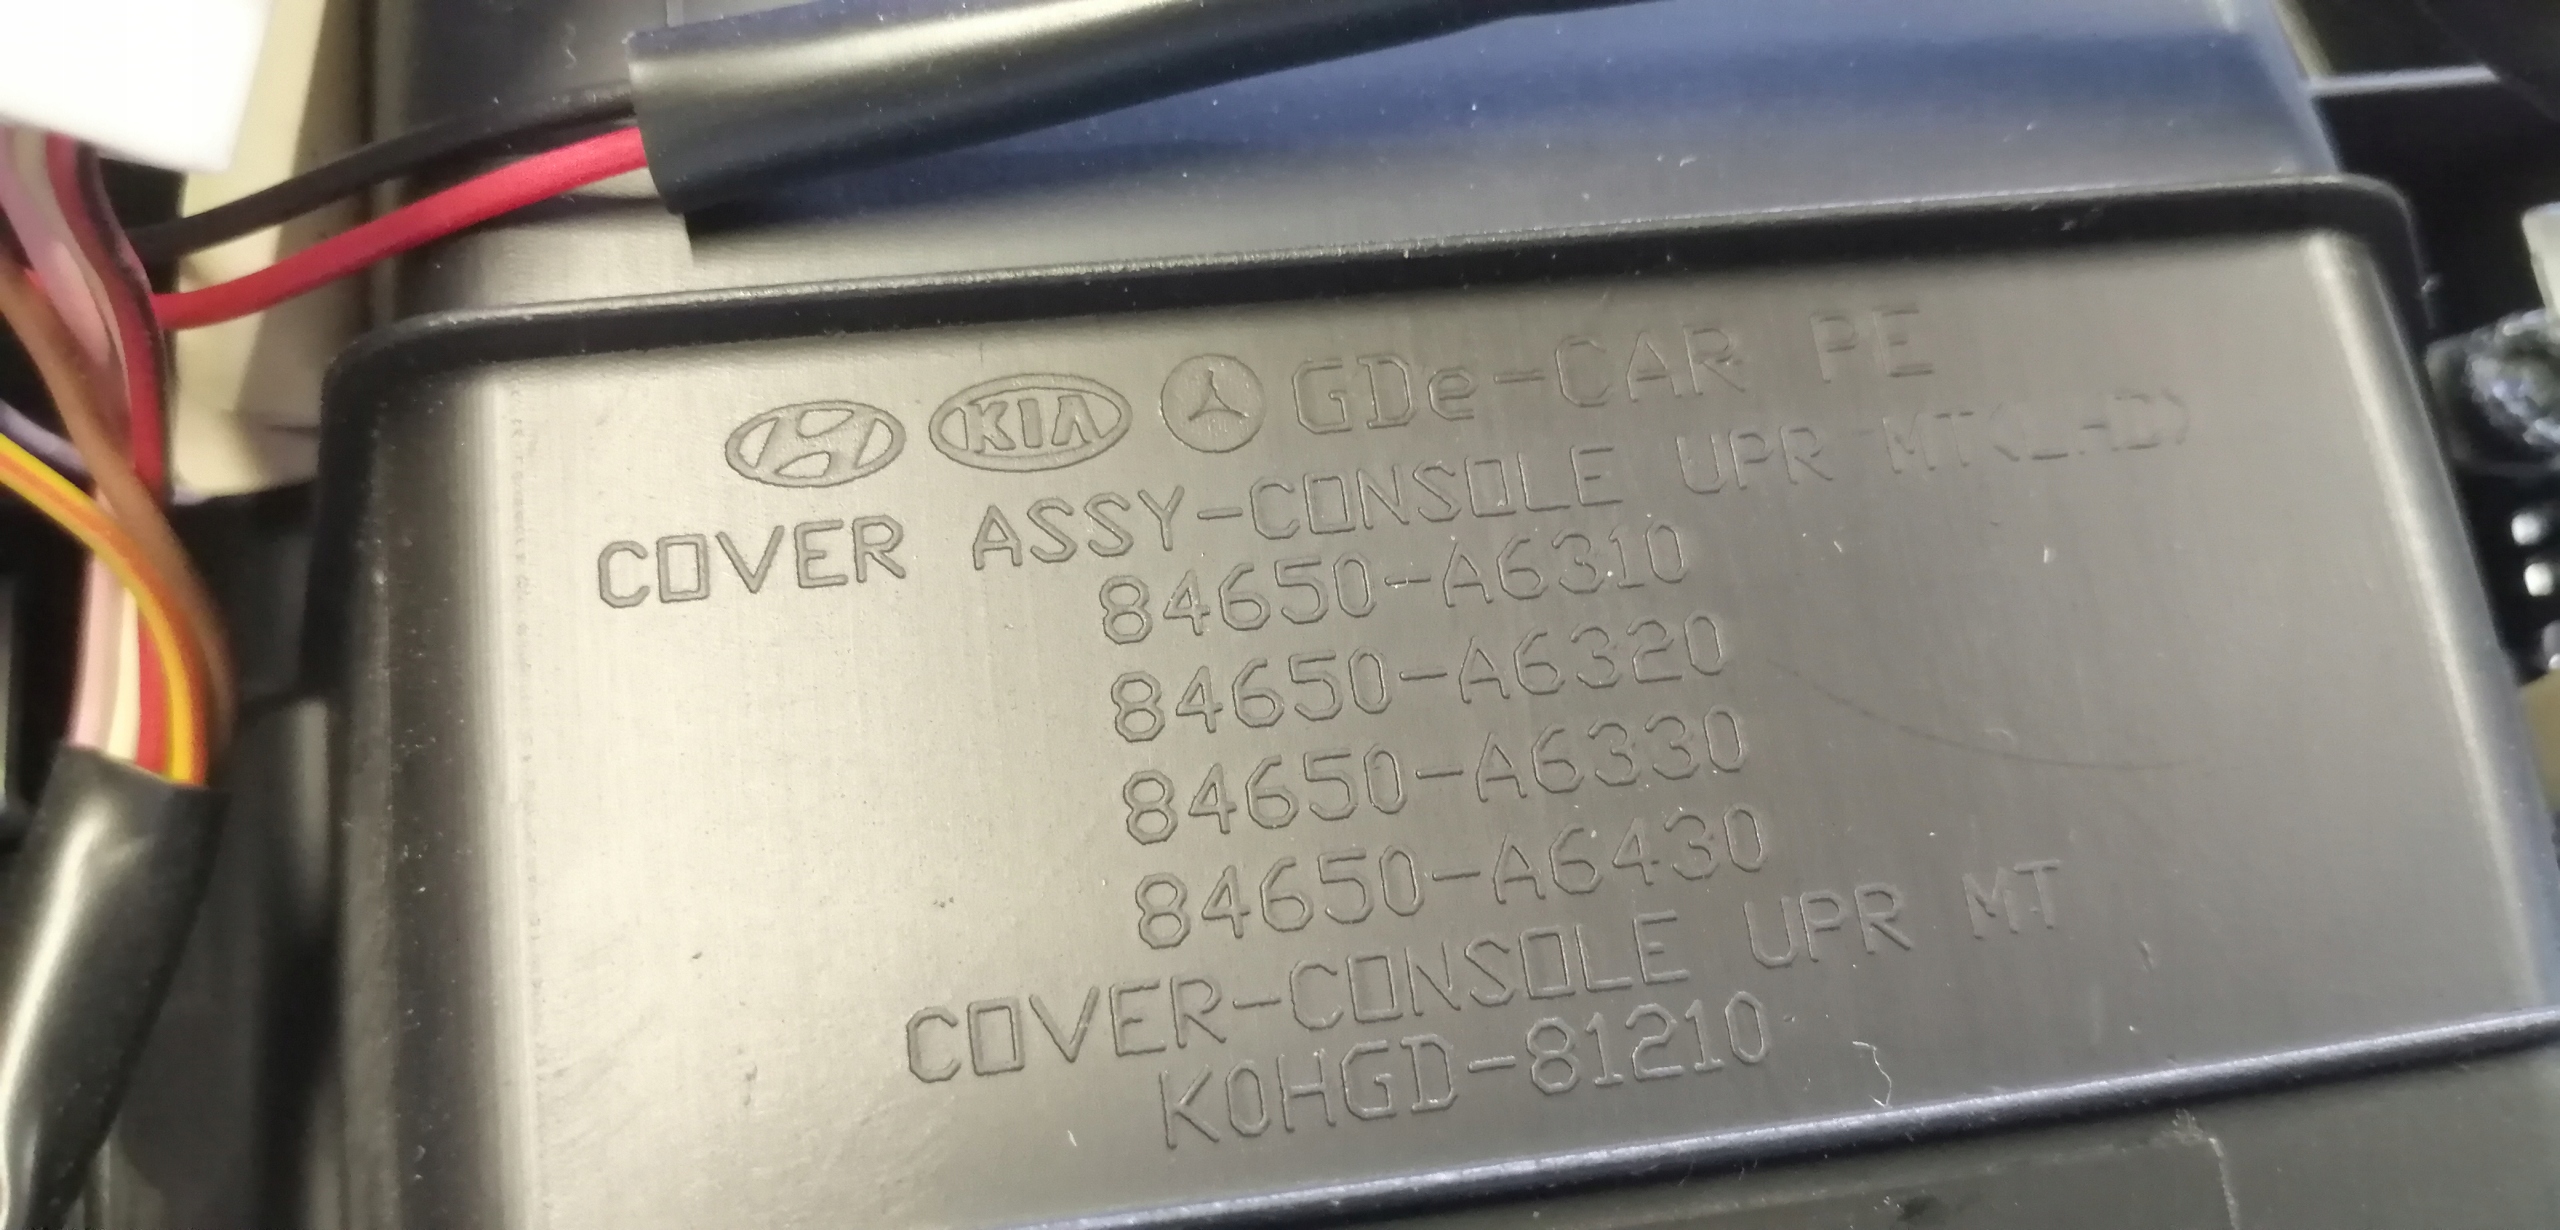 KIA GDe-CAR PE
COVER ASSY-CONSOLE UPR MT(LHD)
84650-A6310
84650-A6320
84650-A6330
84650-A6430
COVER-CONSOLE UPR MT
K0HGD-81210